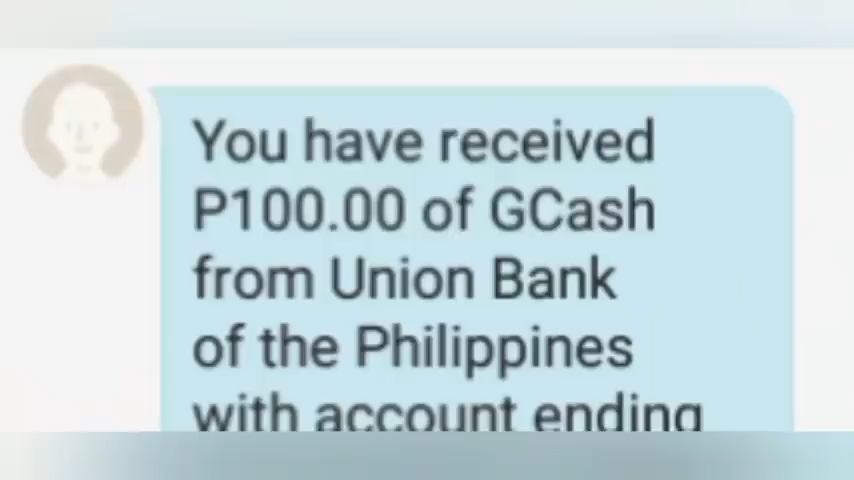 You have received
P100.00 of GCash
from Union Bank
of the Philippines
with account ending